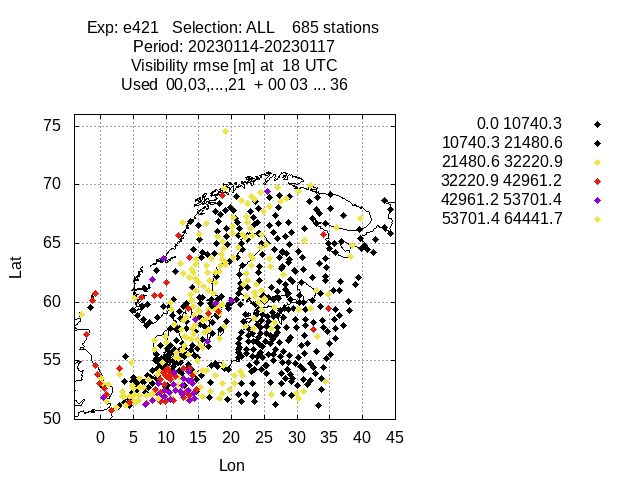 Exp: e421 Selection: ALL 685 stations
Period: 20230114-20230117
Visibility rmse [m] at 18 UTC
Used 00,03,...,21 + 00 03 ... 36
0.0 10740.3
10740.3 21480.6
21480.6 32220.9
32220.9 42961.2
42961.2 53701.4
53701.4 64441.7
75
70
65
60
55
50
Lat
0 5 10 15 20 25 30 35 40 45
Lon